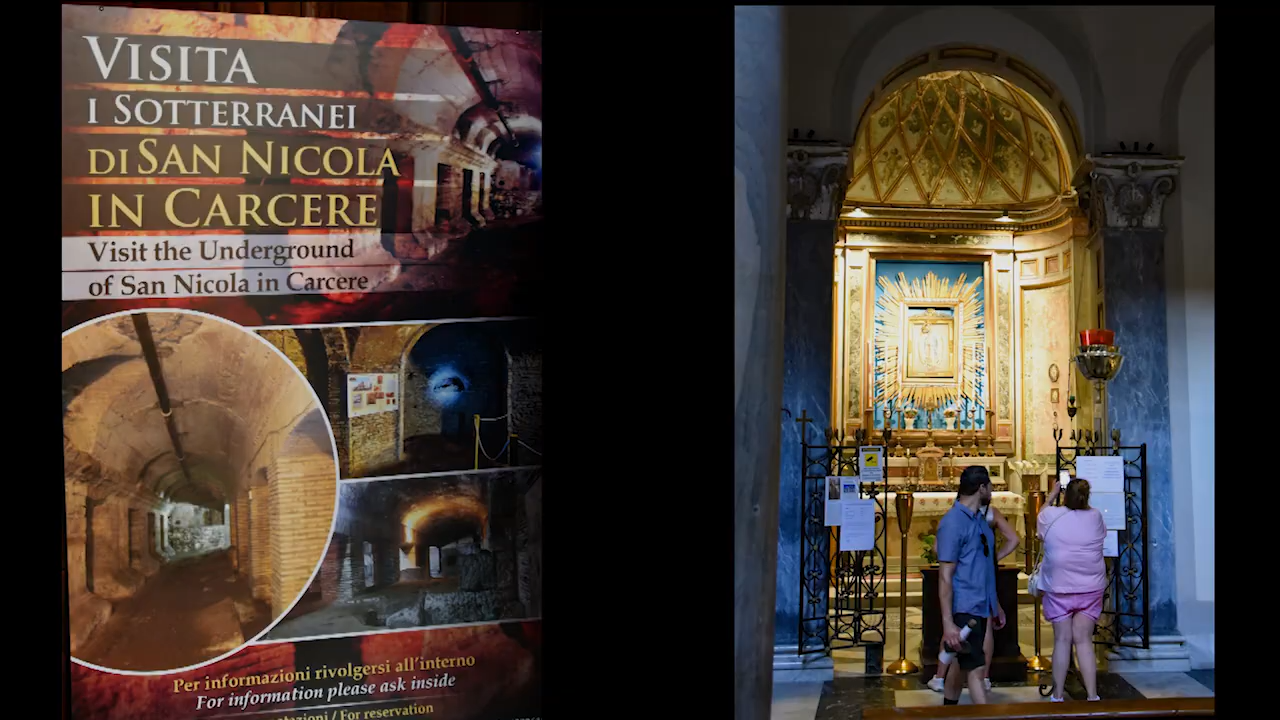 VISITA
I SOTTERRANEI
DI SAN NICOLA
IN CARCERE
Visit the Underground
of San Nicola in Carcere
Per informazioni rivolgersi all'interno
For information please ask inside
/ For reservation